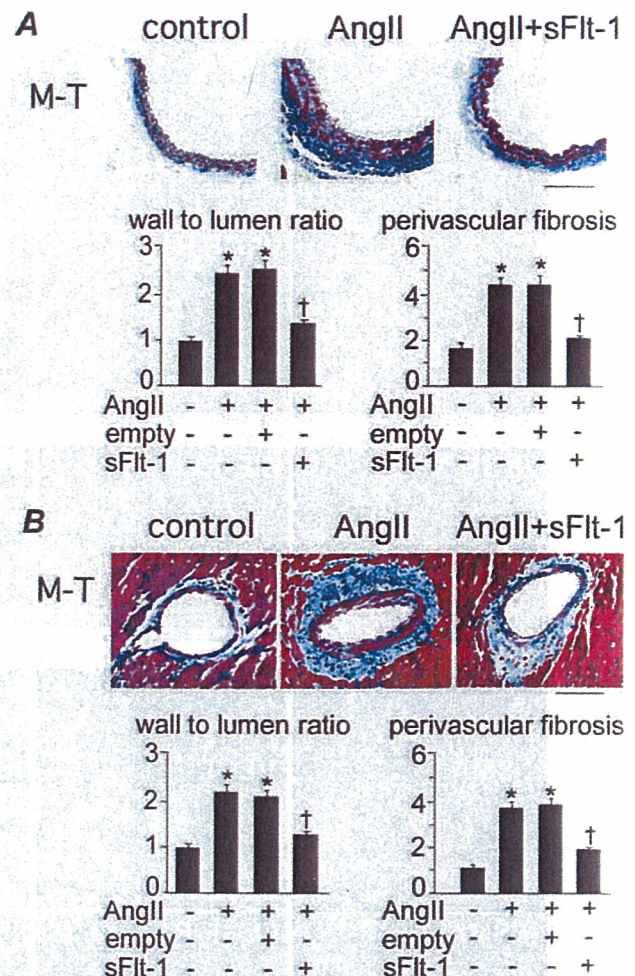 A
control AngII AngII+sFlt-1
M-T
wall to lumen ratio perivascular fibrosis
3 6
* * * *
2 4
† †
1 2
0 0
AngII - + + + AngII - + + +
empty - - + - empty - - + -
sFlt-1 - - - + sFlt-1 - - - +
B
control AngII AngII+sFlt-1
M-T
wall to lumen ratio perivascular fibrosis
3 6
* * * *
2 4
† †
1 2
0 0
AngII - + + + AngII - + + +
empty - - + - empty - - + -
sFlt-1 - - - + sFlt-1 - - - +